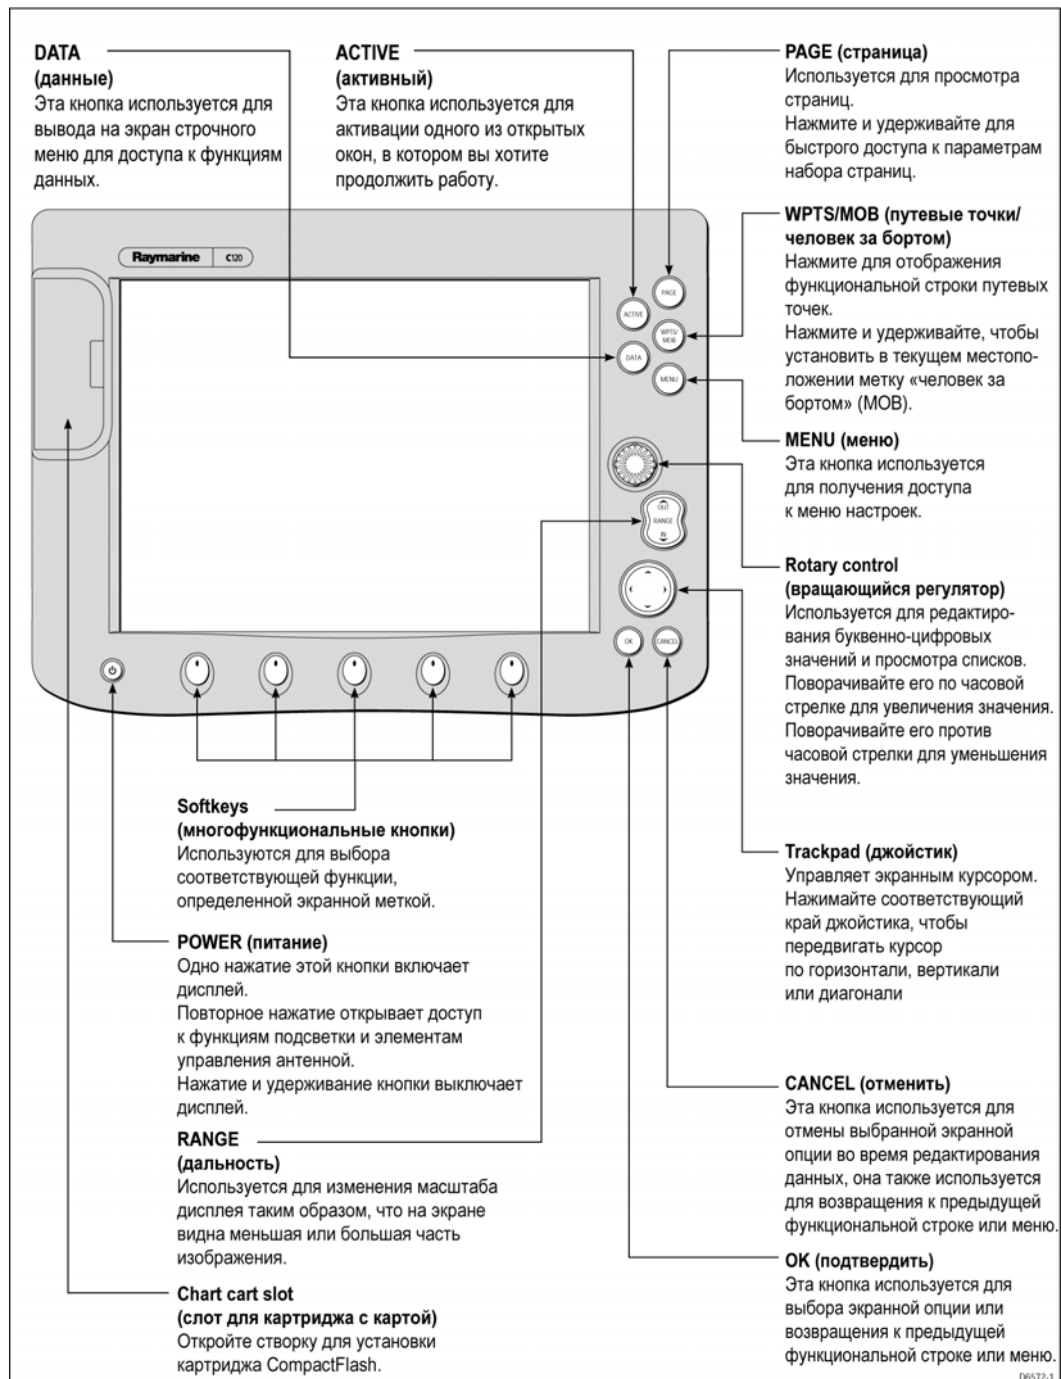 DATA
(данные)
Эта кнопка используется для
вывода на экран строчного
меню для доступа к функциям
данных.
ACTIVE
(активный)
Эта кнопка используется для
активации одного из открытых
окон, в котором вы хотите
продолжить работу.
PAGE (страница)
Используется для просмотра
страниц.
Нажмите и удерживайте для
быстрого доступа к параметрам
набора страниц.
WPTS/MOB (путевые точки/
человек за бортом)
Нажмите для отображения
функциональной строки путевых
точек.
Нажмите и удерживайте, чтобы
установить в текущем местопо-
ложении метку «человек за
бортом» (MOB).
MENU (меню)
Эта кнопка используется
для получения доступа
к меню настроек.
Rotary control
(вращающийся регулятор)
Используется для редактиро-
вания буквенно-цифровых
значений и просмотра списков.
Поворачивайте его по часовой
стрелке для увеличения значения.
Поворачивайте его против
часовой стрелки для уменьшения
значения.
Trackpad (джойстик)
Управляет экранным курсором.
Нажимайте соответствующий
край джойстика, чтобы
передвигать курсор
по горизонтали, вертикали
или диагонали
CANCEL (отменить)
Эта кнопка используется для
отмены выбранной экранной
опции во время редактирования
данных, она также используется
для возвращения к предыдущей
функциональной строке или меню.
OK (подтвердить)
Эта кнопка используется для
выбора экранной опции или
возвращения к предыдущей
функциональной строке или меню.
Raymarine C120
PAGE
ACTIVE
WPTS/
MOB
DATA
MENU
OUT
RANGE
IN
OK
CANCEL
Softkeys
(многофункциональные кнопки)
Используются для выбора
соответствующей функции,
определенной экранной меткой.
POWER (питание)
Одно нажатие этой кнопки включает
дисплей.
Повторное нажатие открывает доступ
к функциям подсветки и элементам
управления антенной.
Нажатие и удерживание кнопки выключает
дисплей.
RANGE
(дальность)
Используется для изменения масштаба
дисплея таким образом, что на экране
видна меньшая или большая часть
изображения.
Chart cart slot
(слот для картриджа с картой)
Откройте створку для установки
картриджа CompactFlash.
D6572-1